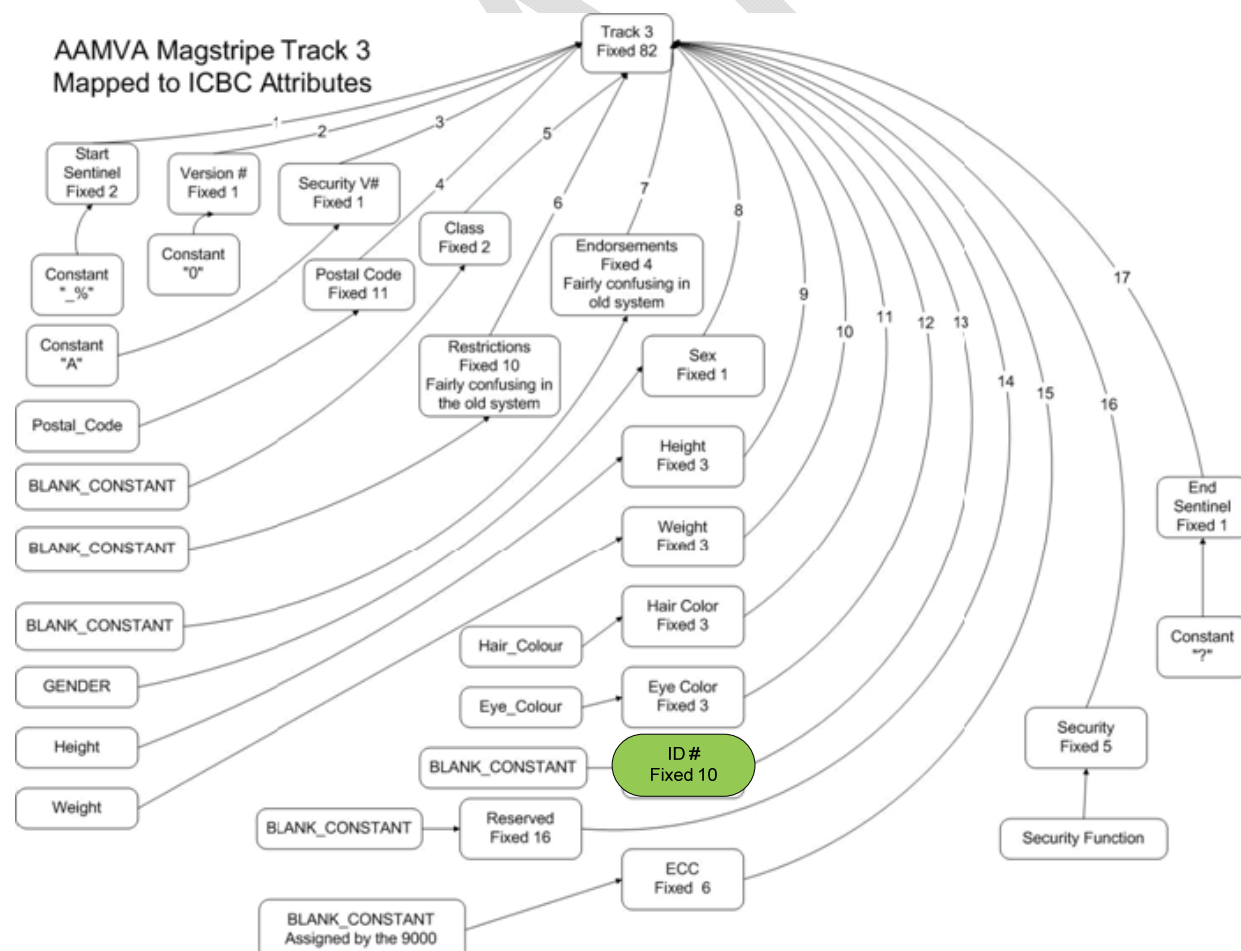 AAMVA Magstripe Track 3
Mapped to ICBC Attributes
Track 3
Fixed 82
1
2
3
4
5
6
7
8
9
10
11
12
13
14
15
16
17
Start
Sentinel
Fixed 2
Version #
Fixed 1
Security V#
Fixed 1
Class
Fixed 2
Endorsements
Fixed 4
Fairly confusing in
old system
Constant
"_%"
Constant
"0"
Postal Code
Fixed 11
Constant
"A"
Restrictions
Fixed 10
Fairly confusing in
the old system
Sex
Fixed 1
Postal_Code
Height
Fixed 3
BLANK_CONSTANT
End
Sentinel
Fixed 1
BLANK_CONSTANT
Weight
Fixed 3
BLANK_CONSTANT
Hair_Colour
Hair Color
Fixed 3
Constant
"?"
GENDER
Eye_Colour
Eye Color
Fixed 3
Height
Security
Fixed 5
BLANK_CONSTANT
ID #
Fixed 10
Weight
BLANK_CONSTANT
Reserved
Fixed 16
Security Function
ECC
Fixed 6
BLANK_CONSTANT
Assigned by the 9000